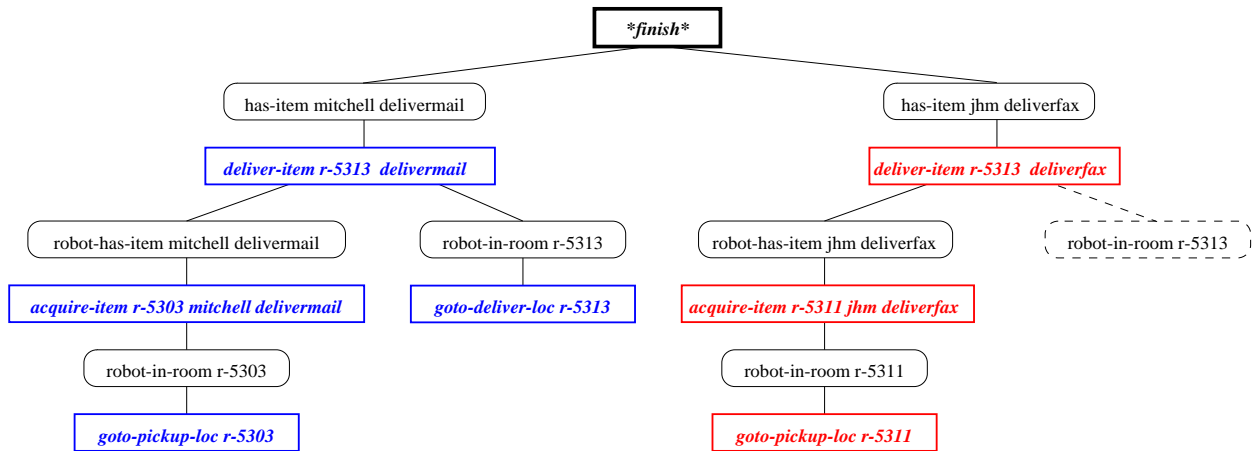 *finish*
has-item mitchell delivermail
has-item jhm deliverfax
deliver-item r-5313 delivermail
deliver-item r-5313 deliverfax
robot-has-item mitchell delivermail
robot-in-room r-5313
robot-has-item jhm deliverfax
robot-in-room r-5313
acquire-item r-5303 mitchell delivermail
goto-deliver-loc r-5313
acquire-item r-5311 jhm deliverfax
robot-in-room r-5303
robot-in-room r-5311
goto-pickup-loc r-5303
goto-pickup-loc r-5311